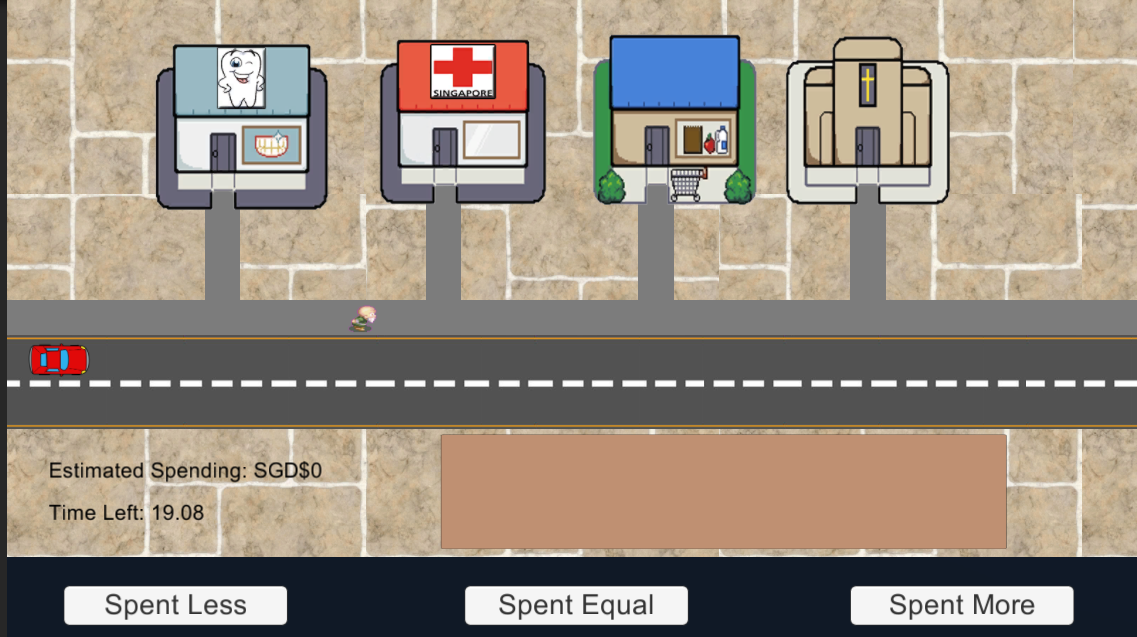 SINGAPORE
Estimated Spending: SGD$0
Time Left: 19.08
Spent Less
Spent Equal
Spent More